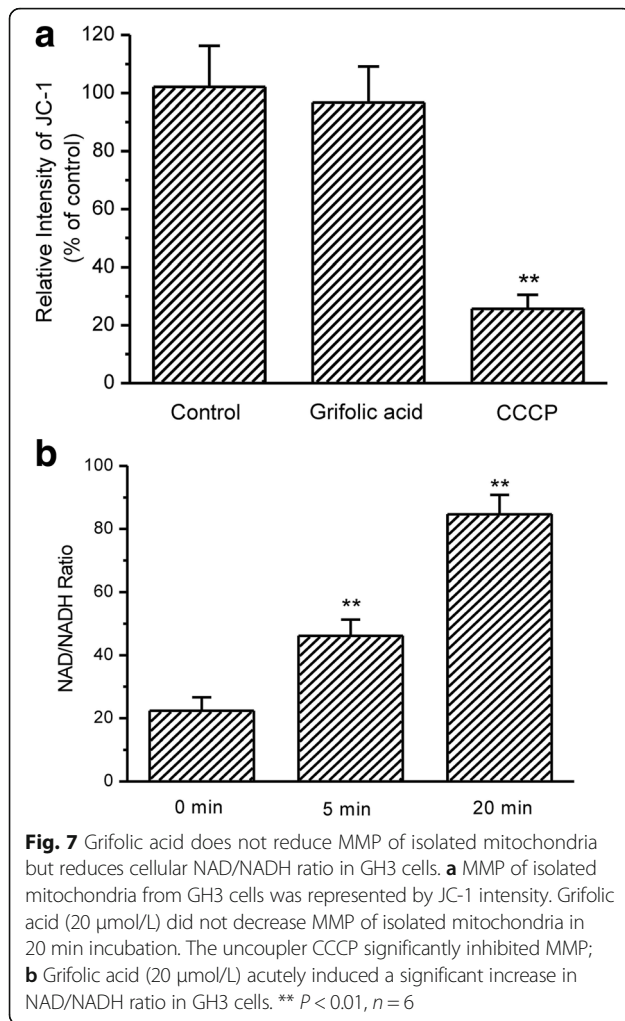 a
120
100
80
60
40
20
0
Relative Intensity of JC-1
(% of control)
**
Control Grifolic acid CCCP
b
100
80
60
40
20
0
NAD/NADH Ratio
**
**
0 min 5 min 20 min
Fig. 7 Grifolic acid does not reduce MMP of isolated mitochondria
but reduces cellular NAD/NADH ratio in GH3 cells. a MMP of isolated
mitochondria from GH3 cells was represented by JC-1 intensity. Grifolic
acid (20 μmol/L) did not decrease MMP of isolated mitochondria in
20 min incubation. The uncoupler CCCP significantly inhibited MMP;
b Grifolic acid (20 μmol/L) acutely induced a significant increase in
NAD/NADH ratio in GH3 cells. ** P < 0.01, n = 6